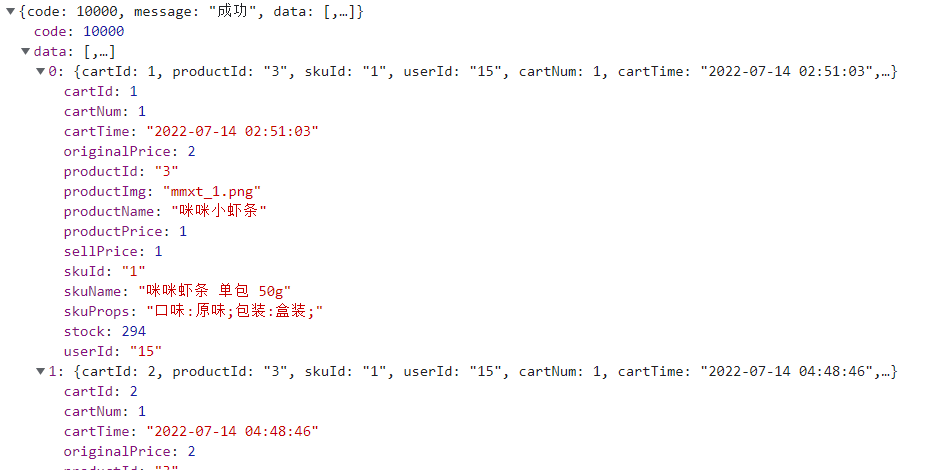 {code: 10000, message: "成功", data: [,…]}
code: 10000
data: [,…]
0: {cartId: 1, productId: "3", skuId: "1", userId: "15", cartNum: 1, cartTime: "2022-07-14 02:51:03",…}
cartId: 1
cartNum: 1
cartTime: "2022-07-14 02:51:03"
originalPrice: 2
productId: "3"
productImg: "mmxt_1.png"
productName: "咪咪小虾条"
productPrice: 1
sellPrice: 1
skuId: "1"
skuName: "咪咪虾条 单包 50g"
skuProps: "口味:原味;包装:盒装;"
stock: 294
userId: "15"
1: {cartId: 2, productId: "3", skuId: "1", userId: "15", cartNum: 1, cartTime: "2022-07-14 04:48:46",…}
cartId: 2
cartNum: 1
cartTime: "2022-07-14 04:48:46"
originalPrice: 2
productId: "3"